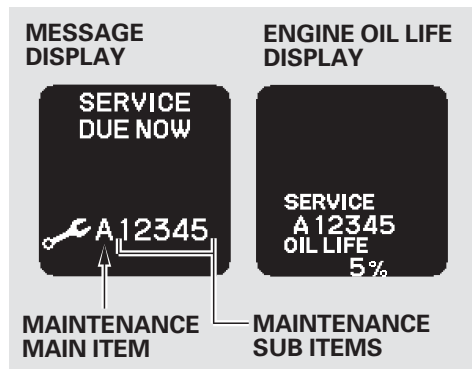 MESSAGE
DISPLAY
ENGINE OIL LIFE
DISPLAY
SERVICE
DUE NOW
A12345
SERVICE
A12345
OIL LIFE
5%
MAINTENANCE
MAIN ITEM
MAINTENANCE
SUB ITEMS